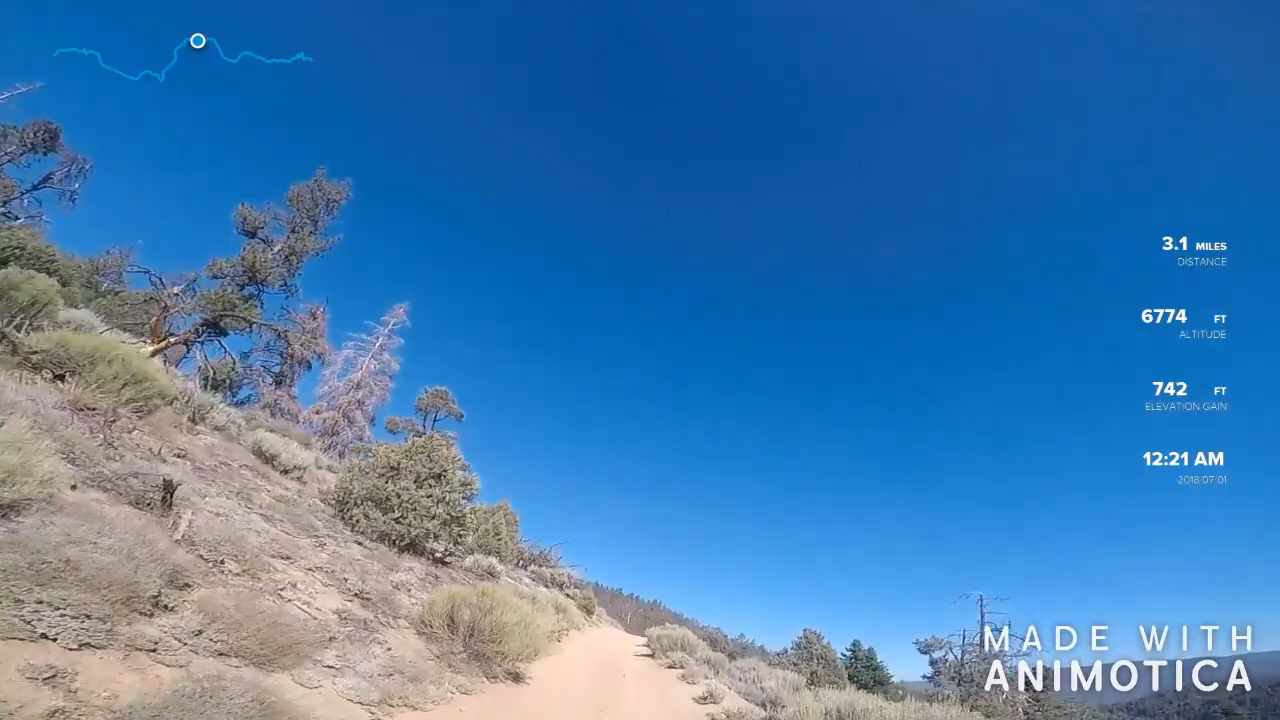 3.1 MILES
DISTANCE
6774 FT
ALTITUDE
742 FT
ELEVATION GAIN
12:21 AM
2018/07/01
MADE WITH
ANIMOTICA